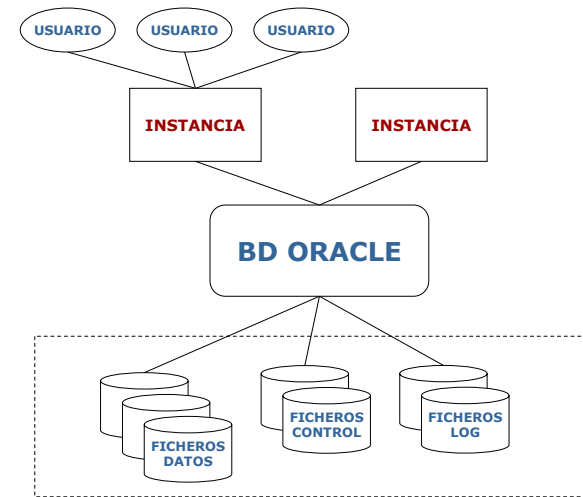 USUARIO USUARIO USUARIO
INSTANCIA INSTANCIA
BD ORACLE
FICHEROS
DATOS
FICHEROS
CONTROL
FICHEROS
LOG